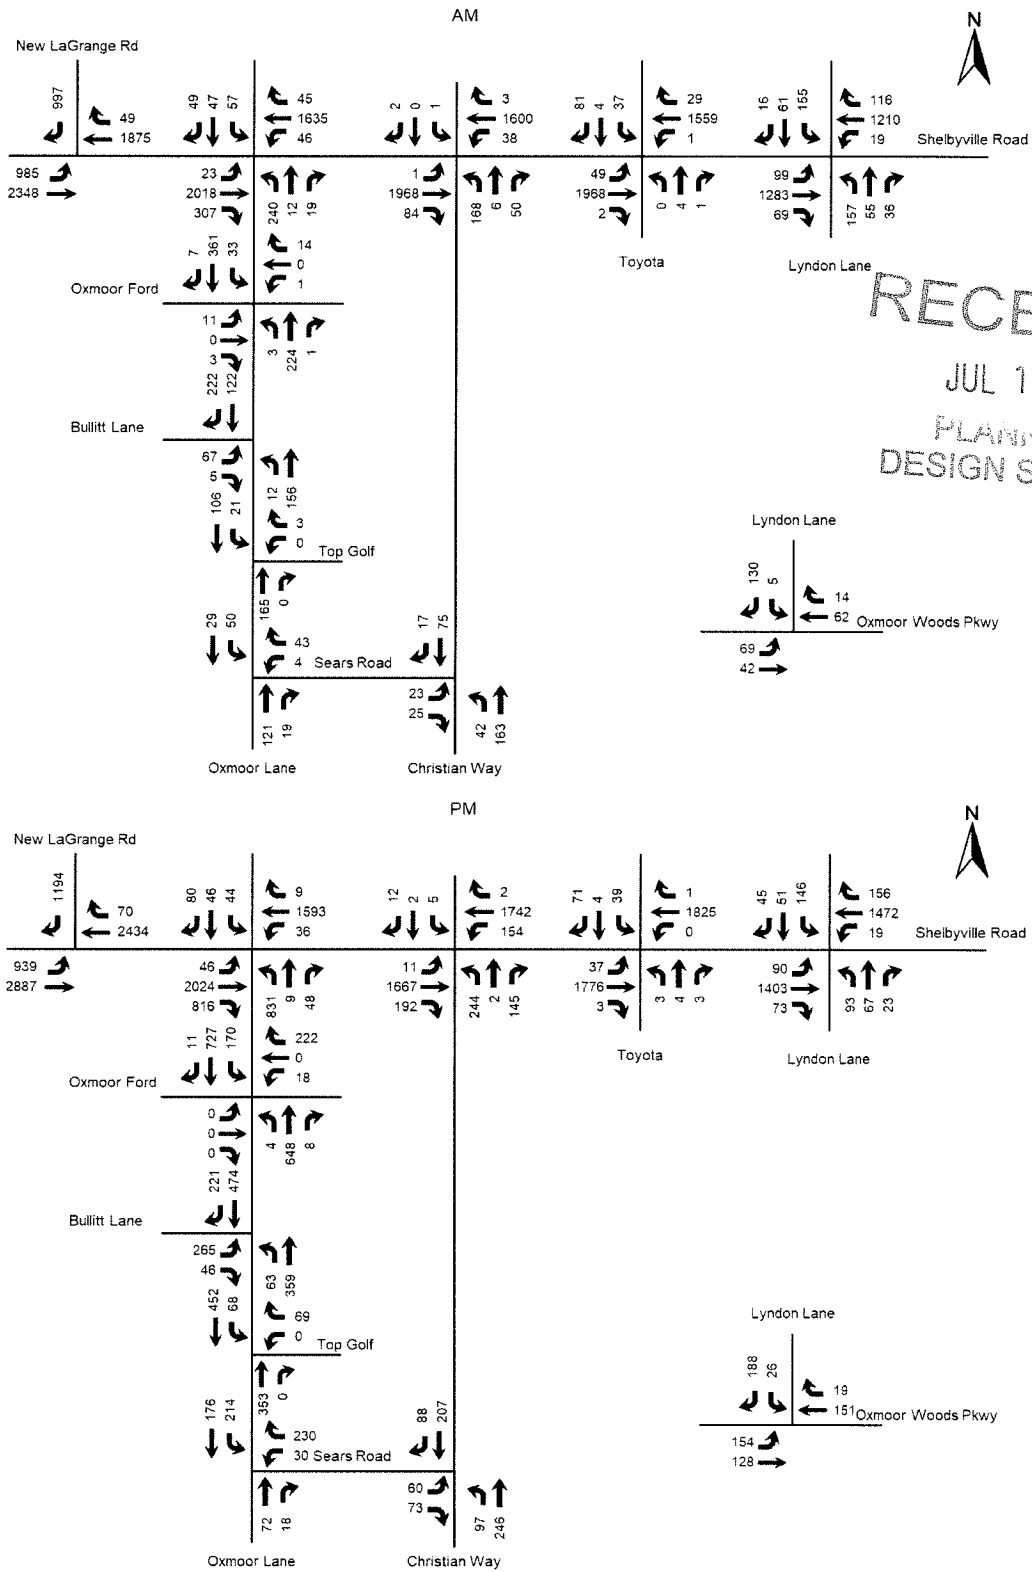 AM
N
New LaGrange Rd
997
49
1875
985
2348
49 47 57
45
1635
46
23
2018
307
240 12 19
2 0 1
3
1600
38
1
1968
84
168 6 50
81 4 37
29
1559
1
49
1968
2
0 4 1
Toyota
16 61 155
116
1210
19
Shelbyville Road
99
1283
69
157 55 36
Lyndon Lane
RECE
JUL 1
PLANN
DESIGN S
7 361 33
14
0
1
Oxmoor Ford
11
0
3
3 224 1
222 122
Bullitt Lane
67
5
12 156
106 21
3
0
Top Golf
165 0
29 50
43
4
Sears Road
121 19
17 75
23
25
42 163
Oxmoor Lane
Christian Way
Lyndon Lane
130 5
14
62
Oxmoor Woods Pkwy
69
42
PM
N
New LaGrange Rd
1194
70
2434
939
2887
80 46 44
9
1593
36
46
2024
816
831 9 48
12 2 5
2
1742
154
11
1667
192
244 2 145
71 4 39
1
1825
0
37
1776
3
3 4 3
Toyota
45 51 146
156
1472
19
Shelbyville Road
90
1403
73
93 67 23
Lyndon Lane
11 727 170
222
0
18
Oxmoor Ford
0
0
0
4 648 8
221 474
Bullitt Lane
265
46
63 359
452 68
69
0
Top Golf
353 0
176 214
230
30
Sears Road
72 18
88 207
60
73
97 246
Oxmoor Lane
Christian Way
Lyndon Lane
188 26
19
151
Oxmoor Woods Pkwy
154
128